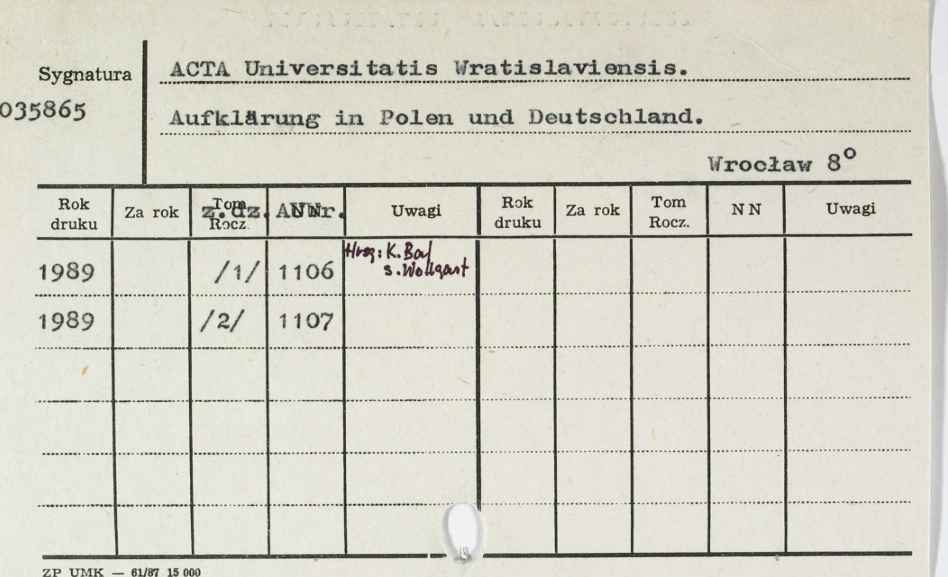 Sygnatura
035865
ACTA Universitatis Wratislaviensis.
Aufklärung in Polen und Deutschland.
Wrocław 8°
Rok druku Za rok Tom Rocz. z.dz. NN AUWr. Uwagi Rok druku Za rok Tom Rocz. NN Uwagi
1989 /1/ 1106 Hrsg: K. Bal
S. Wollgast
1989 /2/ 1107
ZP UMK — 61/87 15 000